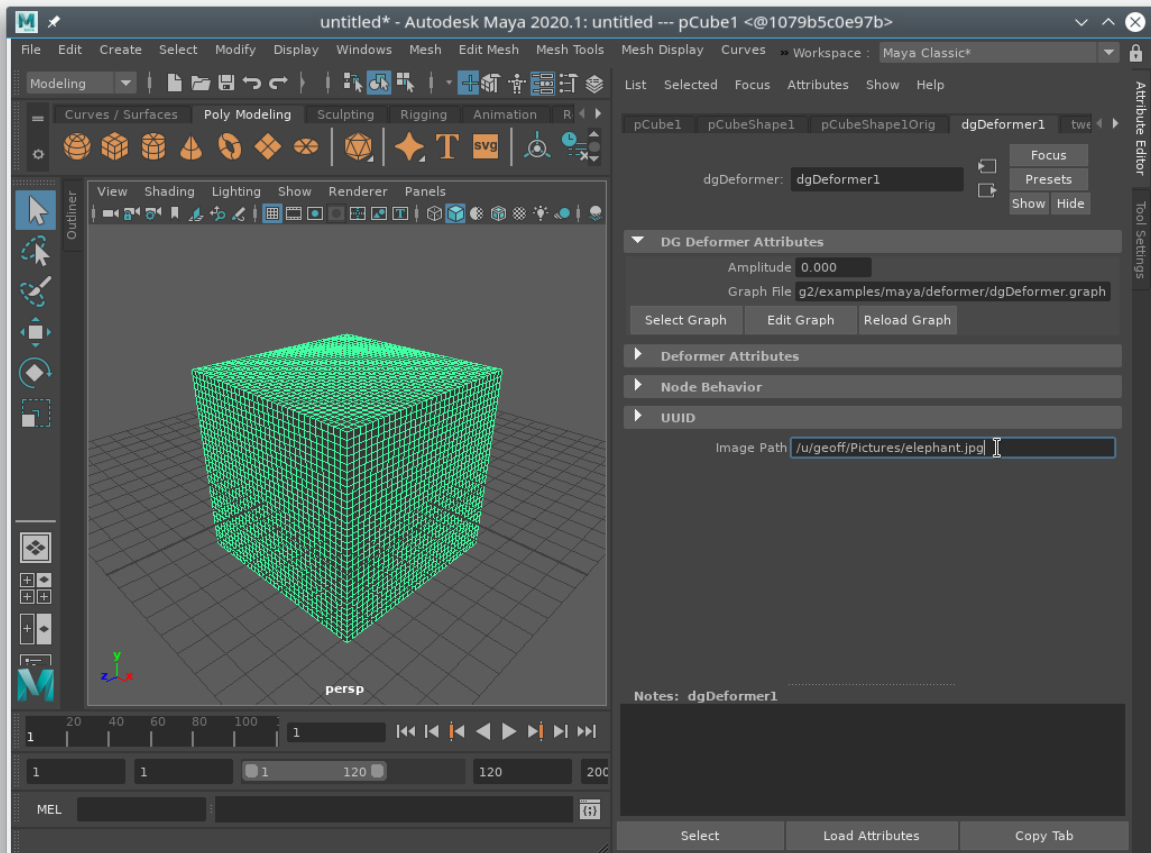 untitled* - Autodesk Maya 2020.1: untitled --- pCube1 <@1079b5c0e97b>
File Edit Create Select Modify Display Windows Mesh Edit Mesh Mesh Tools Mesh Display Curves » Workspace : Maya Classic*
Modeling
Curves / Surfaces Poly Modeling Sculpting Rigging Animation R
T svg
Outliner
View Shading Lighting Show Renderer Panels
y
z x
persp
List Selected Focus Attributes Show Help
pCube1 pCubeShape1 pCubeShape1Orig dgDeformer1 twe
dgDeformer: dgDeformer1
Focus
Presets
Show Hide
DG Deformer Attributes
Amplitude 0.000
Graph File g2/examples/maya/deformer/dgDeformer.graph
Select Graph Edit Graph Reload Graph
Deformer Attributes
Node Behavior
UUID
Image Path /u/geoff/Pictures/elephant.jpg
Notes: dgDeformer1
Select Load Attributes Copy Tab
Attribute Editor
Tool Settings
20 40 60 80 100
1
1
1 1 1 120 120 200
MEL